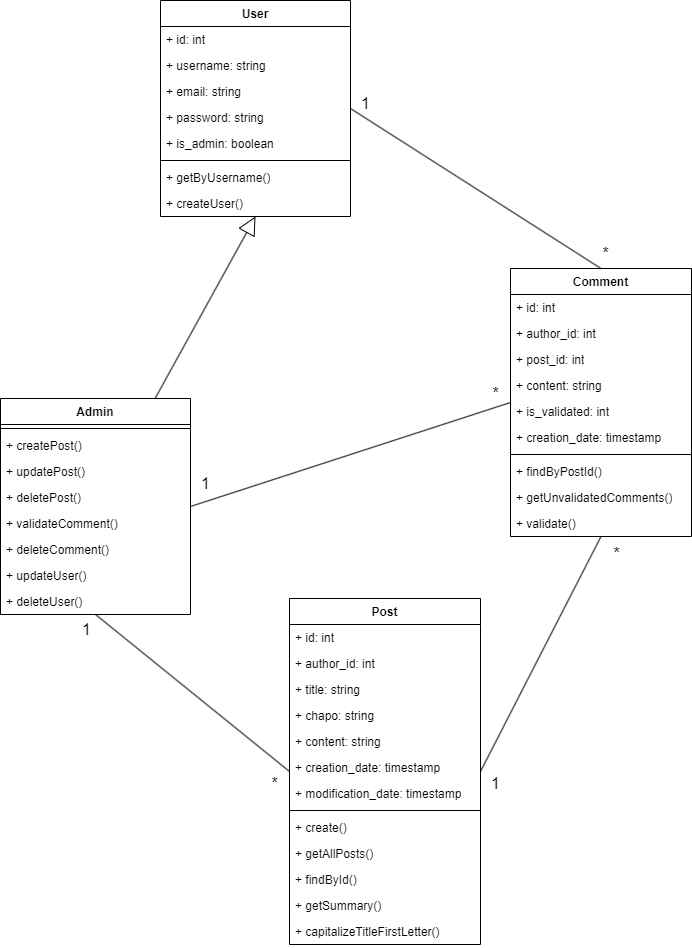 User
+ id: int
+ username: string
+ email: string
+ password: string
+ is_admin: boolean
+ getByUsername()
+ createUser()
1
*
Comment
+ id: int
+ author_id: int
+ post_id: int
+ content: string
+ is_validated: int
+ creation_date: timestamp
+ findByPostId()
+ getUnvalidatedComments()
+ validate()
*
1
Admin
+ createPost()
+ updatePost()
+ deletePost()
+ validateComment()
+ deleteComment()
+ updateUser()
+ deleteUser()
1
*
Post
+ id: int
+ author_id: int
+ title: string
+ chapo: string
+ content: string
+ creation_date: timestamp
+ modification_date: timestamp
+ create()
+ getAllPosts()
+ findById()
+ getSummary()
+ capitalizeTitleFirstLetter()
*
1